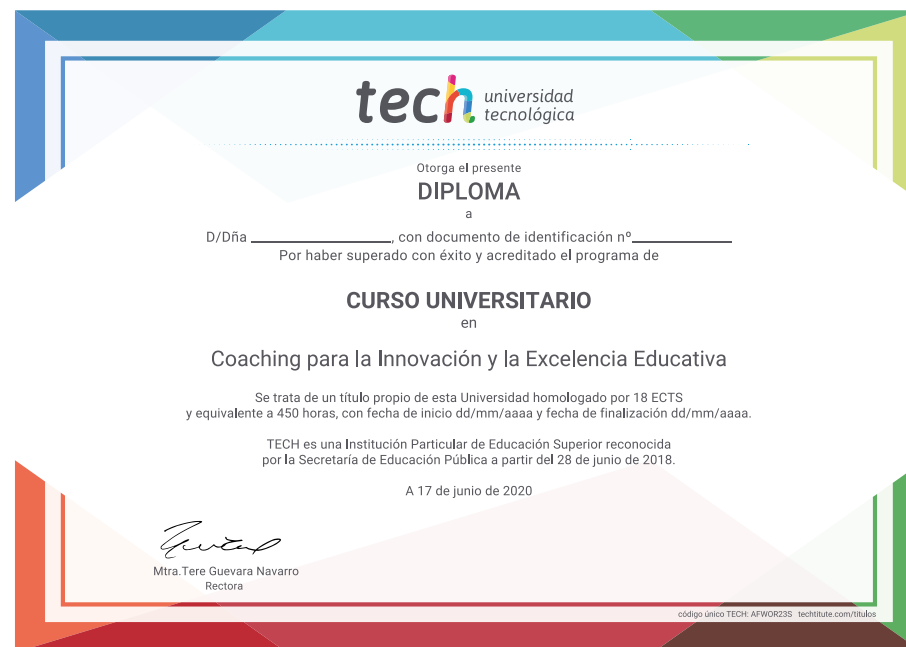 tech universidad
tecnológica
Otorga el presente
DIPLOMA
a
D/Dña ____________________, con documento de identificación nº______________
Por haber superado con éxito y acreditado el programa de
CURSO UNIVERSITARIO
en
Coaching para la Innovación y la Excelencia Educativa
Se trata de un título propio de esta Universidad homologado por 18 ECTS
y equivalente a 450 horas, con fecha de inicio dd/mm/aaaa y fecha de finalización dd/mm/aaaa.
TECH es una Institución Particular de Educación Superior reconocida
por la Secretaría de Educación Pública a partir del 28 de junio de 2018.
A 17 de junio de 2020
Mtra.Tere Guevara Navarro
Rectora
código único TECH: AFWOR23S techtitute.com/titulos